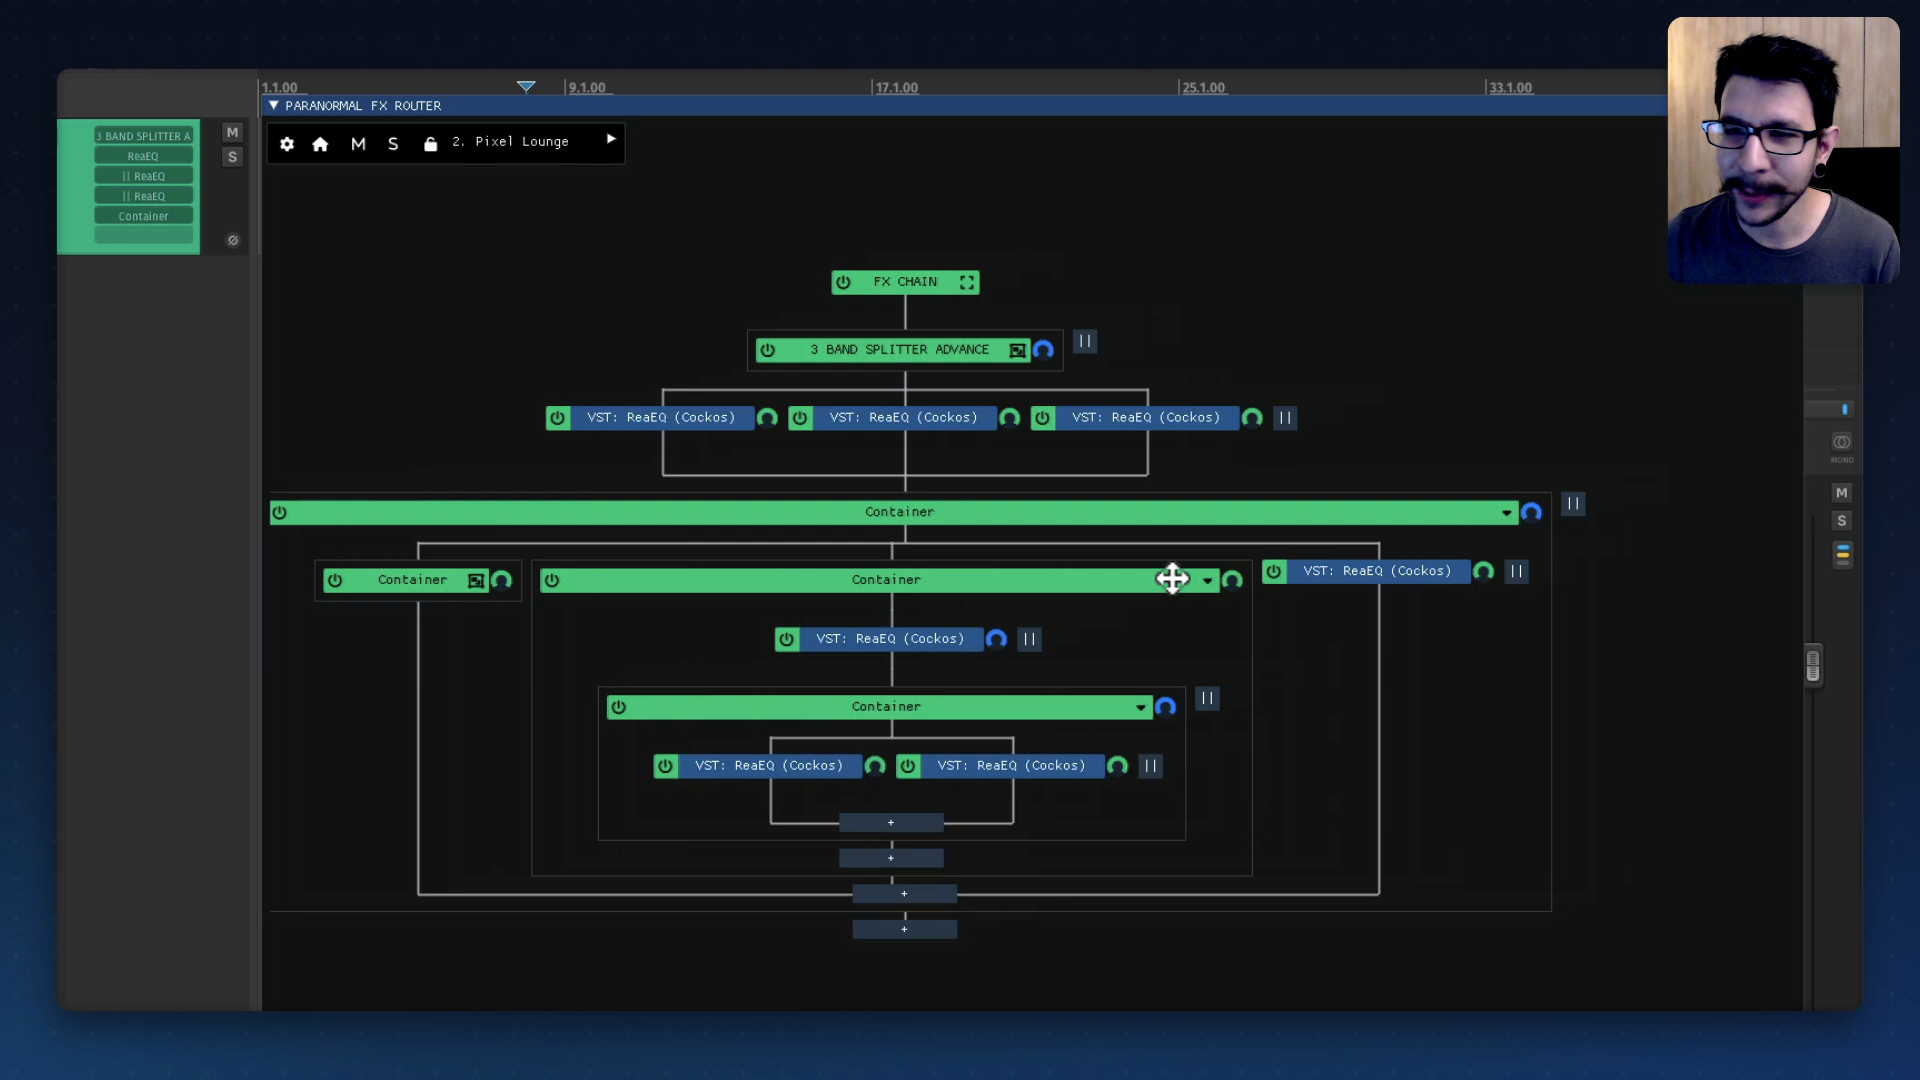 1.1.00
9.1.00
17.1.00
25.1.00
33.1.00
PARANORMAL FX ROUTER
3 BAND SPLITTER A
M
ReaEQ
S
|| ReaEQ
|| ReaEQ
Container
M
S
2. Pixel Lounge
FX CHAIN
3 BAND SPLITTER ADVANCE
||
VST: ReaEQ (Cockos)
VST: ReaEQ (Cockos)
VST: ReaEQ (Cockos)
||
MONO
Container
||
M
S
Container
Container
VST: ReaEQ (Cockos)
||
VST: ReaEQ (Cockos)
||
Container
||
VST: ReaEQ (Cockos)
VST: ReaEQ (Cockos)
||
+
+
+
+